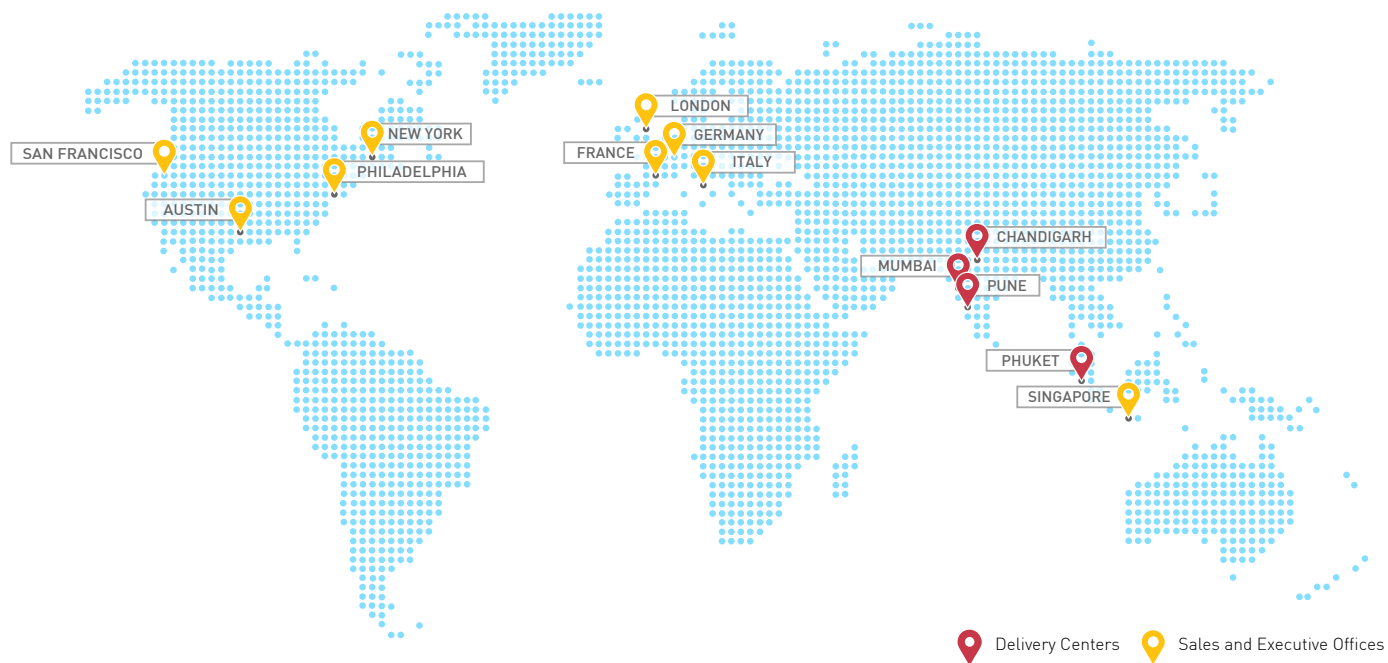 LONDON
NEW YORK
GERMANY
SAN FRANCISCO
FRANCE
ITALY
PHILADELPHIA
AUSTIN
CHANDIGARH
MUMBAI
PUNE
PHUKET
SINGAPORE
Delivery Centers
Sales and Executive Offices